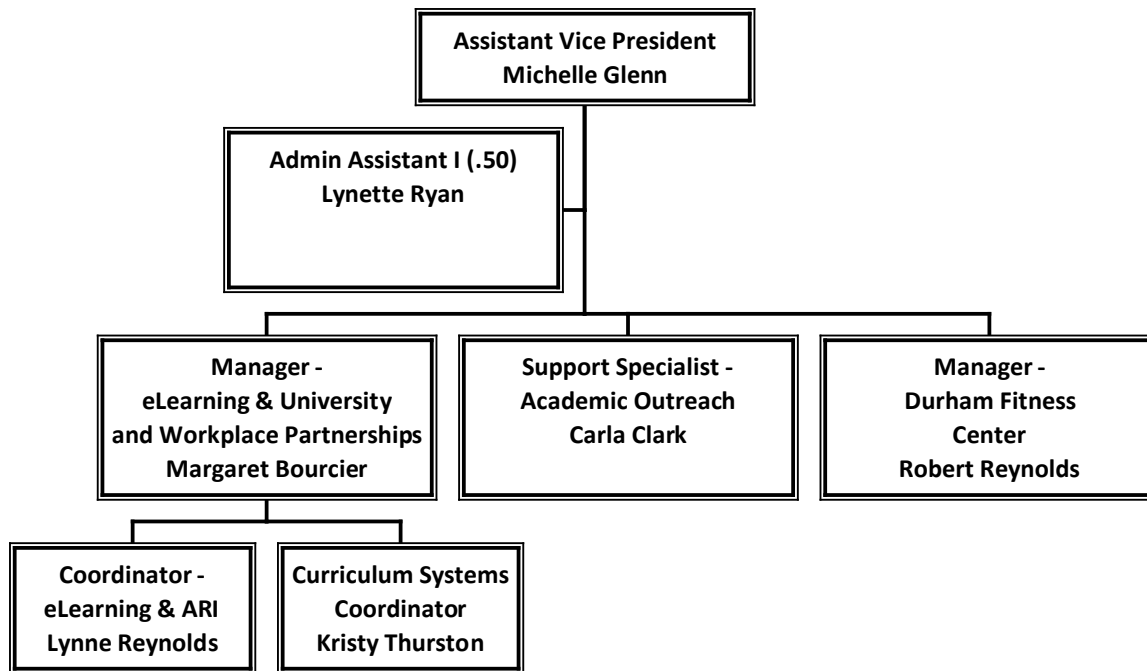 Assistant Vice President
Michelle Glenn
Admin Assistant I (.50)
Lynette Ryan
Manager -
eLearning & University
and Workplace Partnerships
Margaret Bourcier
Support Specialist -
Academic Outreach
Carla Clark
Manager -
Durham Fitness
Center
Robert Reynolds
Coordinator -
eLearning & ARI
Lynne Reynolds
Curriculum Systems
Coordinator
Kristy Thurston